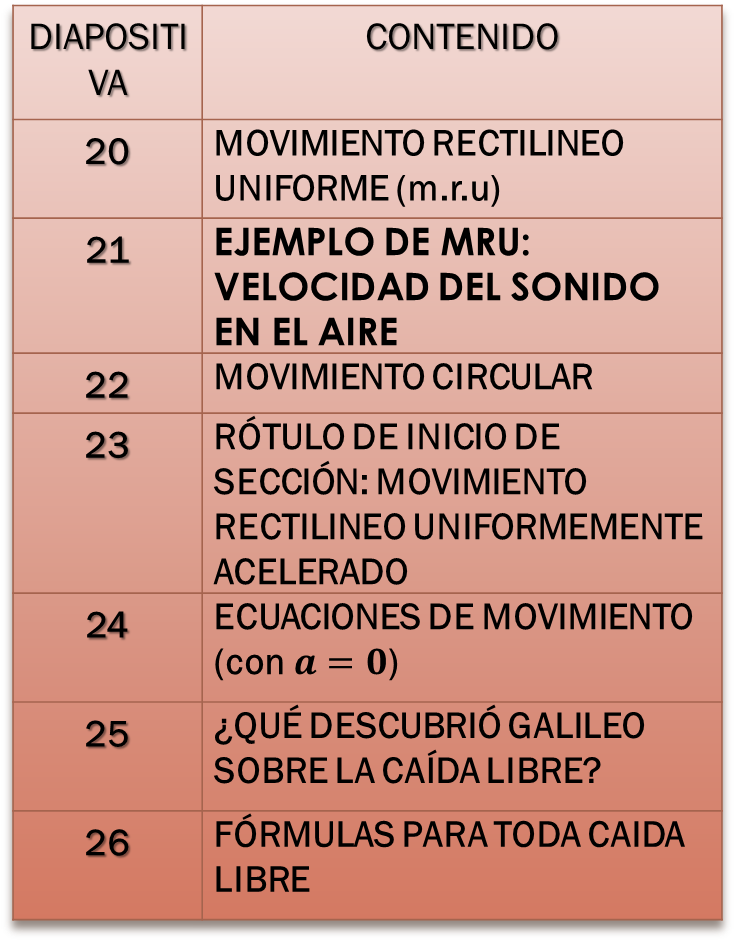 DIAPOSITI
VA
CONTENIDO
20
MOVIMIENTO RECTILINEO
UNIFORME (m.r.u)
21
EJEMPLO DE MRU:
VELOCIDAD DEL SONIDO
EN EL AIRE
22
MOVIMIENTO CIRCULAR
23
RÓTULO DE INICIO DE
SECCIÓN: MOVIMIENTO
RECTILINEO UNIFORMEMENTE
ACELERADO
24
ECUACIONES DE MOVIMIENTO
(con a = 0)
25
¿QUÉ DESCUBRIÓ GALILEO
SOBRE LA CAÍDA LIBRE?
26
FÓRMULAS PARA TODA CAIDA
LIBRE